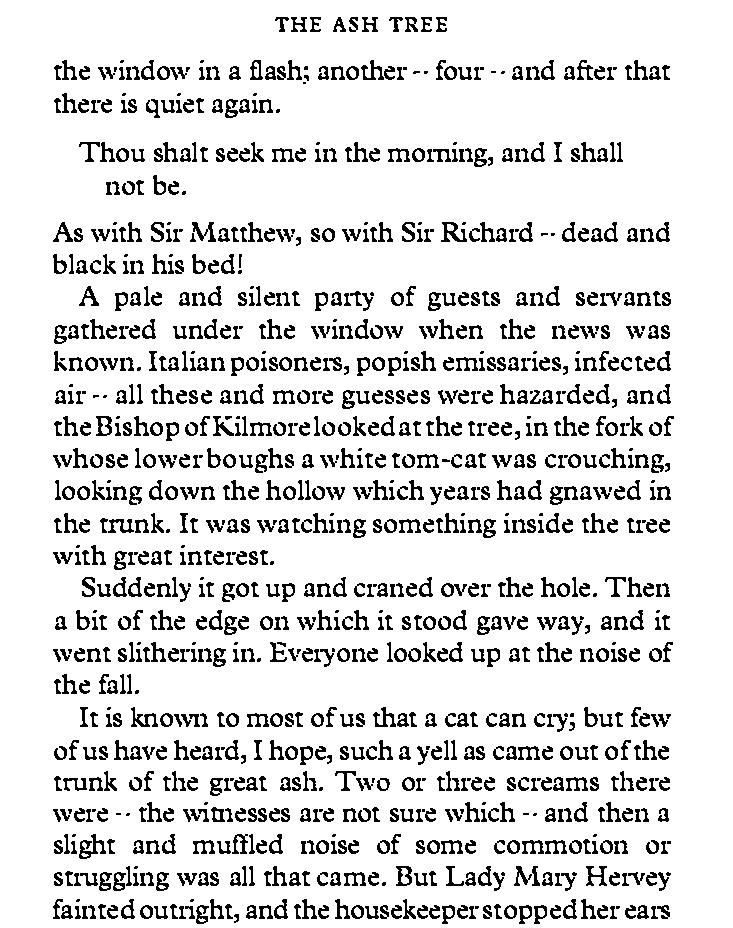 THE ASH TREE
the window in a flash; another -- four -- and after that
there is quiet again.
Thou shalt seek me in the morning, and I shall
not be.
As with Sir Matthew, so with Sir Richard -- dead and
black in his bed!
A pale and silent party of guests and servants
gathered under the window when the news was
known. Italian poisoners, popish emissaries, infected
air -- all these and more guesses were hazarded, and
the Bishop of Kilmore looked at the tree, in the fork of
whose lower boughs a white tom-cat was crouching,
looking down the hollow which years had gnawed in
the trunk. It was watching something inside the tree
with great interest.
Suddenly it got up and craned over the hole. Then
a bit of the edge on which it stood gave way, and it
went slithering in. Everyone looked up at the noise of
the fall.
It is known to most of us that a cat can cry; but few
of us have heard, I hope, such a yell as came out of the
trunk of the great ash. Two or three screams there
were -- the witnesses are not sure which -- and then a
slight and muffled noise of some commotion or
struggling was all that came. But Lady Mary Hervey
fainted outright, and the housekeeper stopped her ears